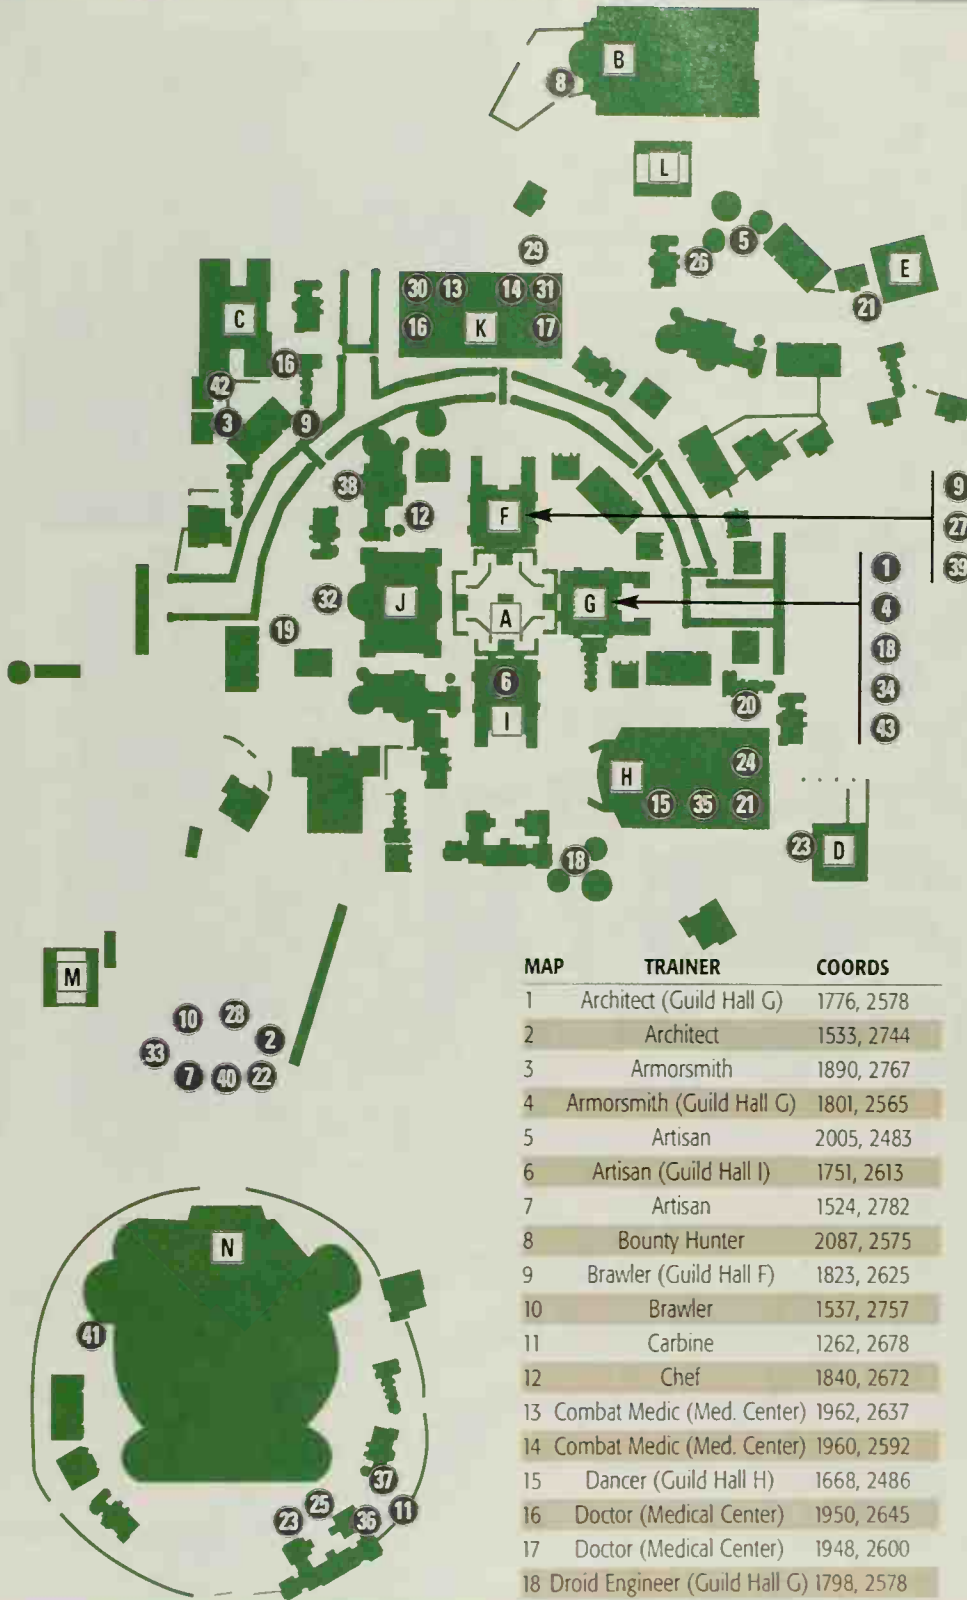 B
8
L
29
5
26
E
21
C
30
13
14
31
16
K
17
16
42
3
9
38
12
F
9
27
39
32
J
A
G
1
4
18
34
43
19
6
I
20
24
H
15
35
21
23
D
18
M
10
28
2
33
7
40
22
N
41
37
25
23
36
11
MAP TRAINER COORDS
1 Architect (Guild Hall G) 1776, 2578
2 Architect 1533, 2744
3 Armorsmith 1890, 2767
4 Armorsmith (Guild Hall G) 1801, 2565
5 Artisan 2005, 2483
6 Artisan (Guild Hall I) 1751, 2613
7 Artisan 1524, 2782
8 Bounty Hunter 2087, 2575
9 Brawler (Guild Hall F) 1823, 2625
10 Brawler 1537, 2757
11 Carbine 1262, 2678
12 Chef 1840, 2672
13 Combat Medic (Med. Center) 1962, 2637
14 Combat Medic (Med. Center) 1960, 2592
15 Dancer (Guild Hall H) 1668, 2486
16 Doctor (Medical Center) 1950, 2645
17 Doctor (Medical Center) 1948, 2600
18 Droid Engineer (Guild Hall G) 1798, 2578